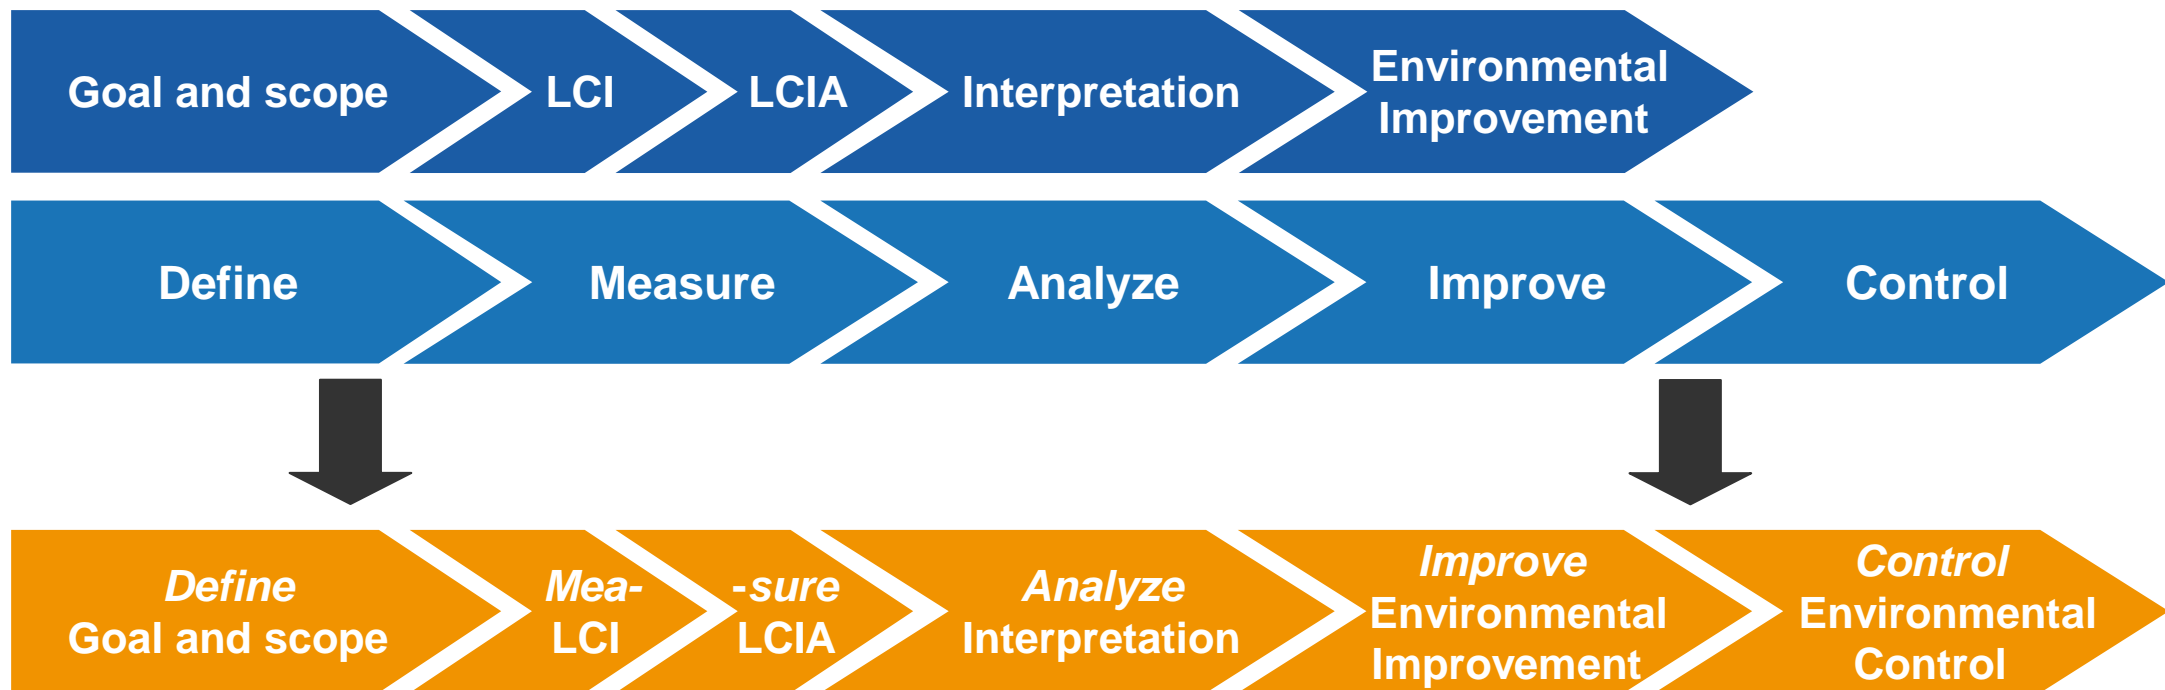 Goal and scope
LCI
LCIA
Interpretation
Environmental
Improvement
Define
Measure
Analyze
Improve
Control
Define
Goal and scope
Mea-
LCI
-sure
LCIA
Analyze
Interpretation
Improve
Environmental
Improvement
Control
Environmental
Control